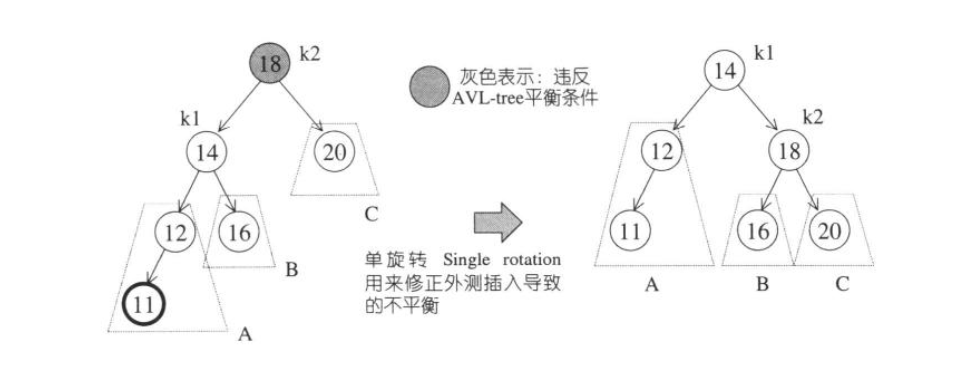 18
k2
灰色表示：违反
AVL-tree平衡条件
k1
14
20
C
12
16
B
11
A
单旋转 Single rotation
用来修正外测插入导致
的不平衡
k1
14
k2
12
18
11
16
20
A
B
C